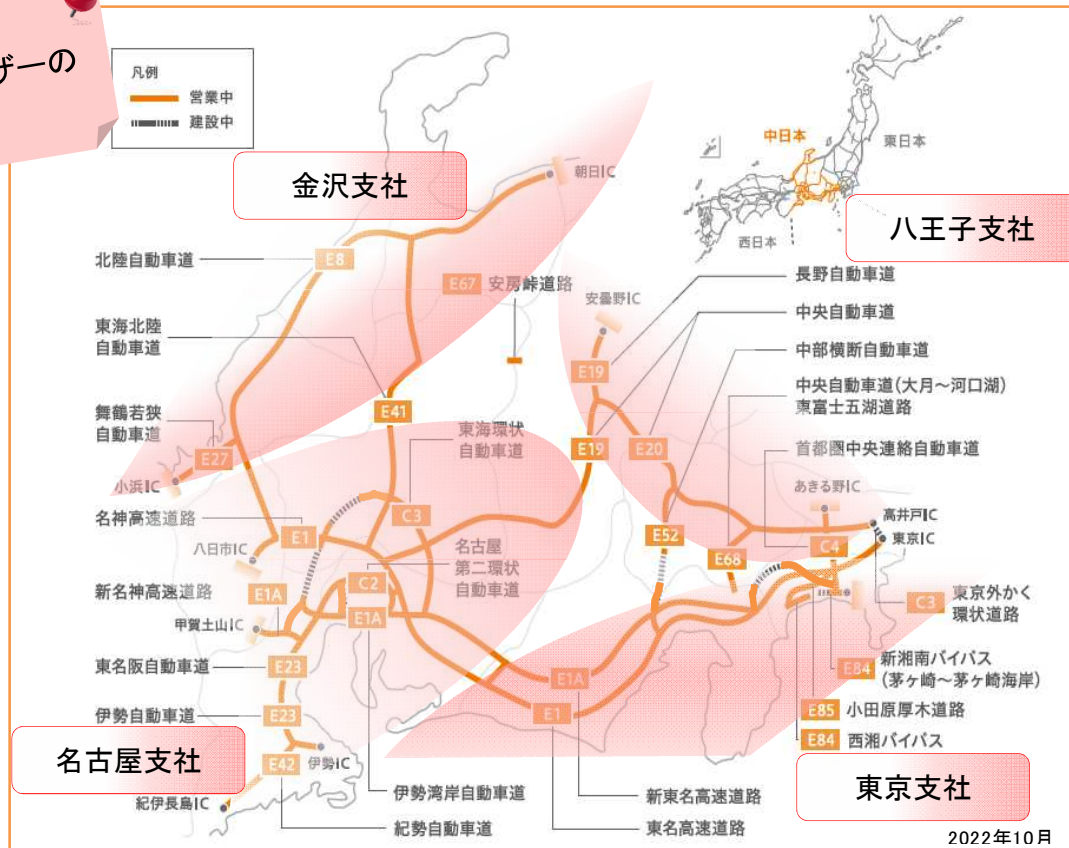 ザーの
凡例
営業中
建設中
金沢支社
朝日IC
中日本
東日本
西日本
八王子支社
北陸自動車道
E8
E67 安房峠道路
安曇野IC
長野自動車道
中央自動車道
東海北陸
自動車道
中部横断自動車道
E19
中央自動車道(大月～河口湖)
東富士五湖道路
E41
舞鶴若狭
自動車道
東海環状
自動車道
E19
E20
首都圏中央連絡自動車道
E27
小浜IC
あきる野IC
名神高速道路
E1
C3
高井戸IC
東京IC
八日市IC
名古屋
第二環状
自動車道
E52
E68
C4
C2
新名神高速道路
E1A
E1A
C3 東京外かく
環状道路
甲賀土山IC
東名阪自動車道
E23
E1A
E84 新湘南バイパス
(茅ヶ崎～茅ヶ崎海岸)
伊勢自動車道
E23
E1
E85 小田原厚木道路
E84 西湘バイパス
名古屋支社
E42
伊勢IC
東京支社
紀伊長島IC
伊勢湾岸自動車道
新東名高速道路
紀勢自動車道
東名高速道路
2022年10月